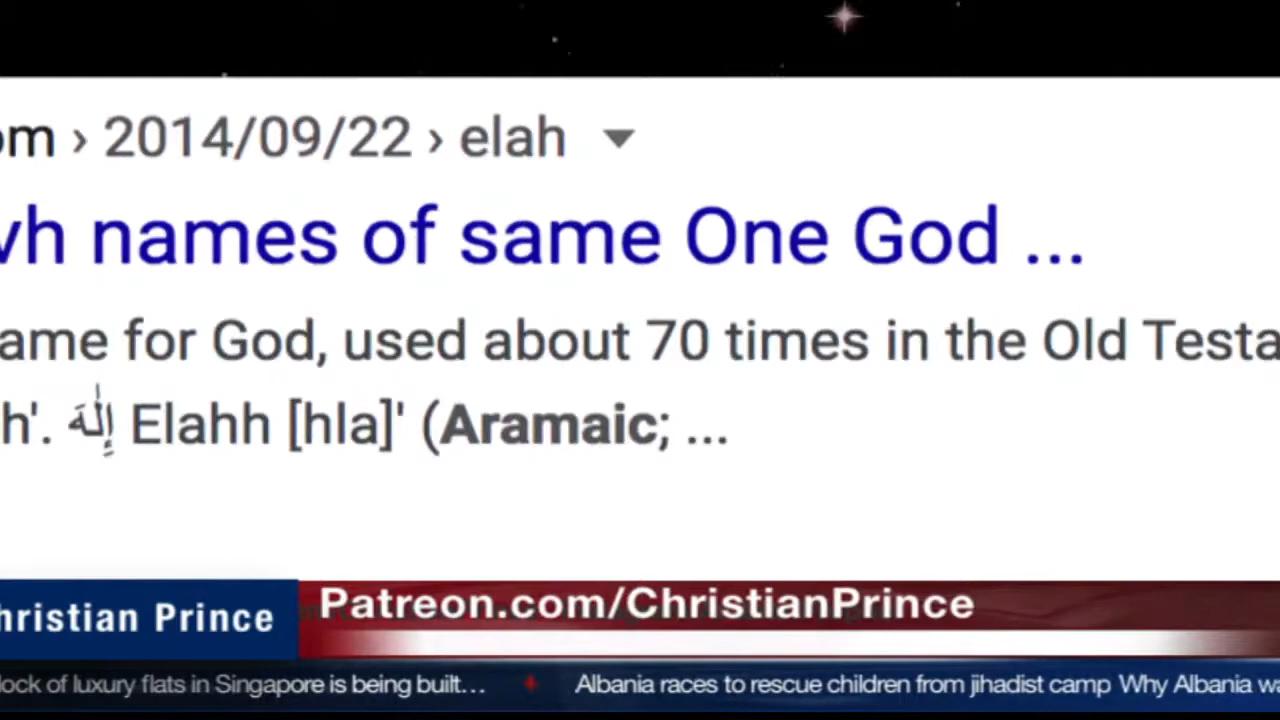 om › 2014/09/22 › elah
vh names of same One God ...
ame for God, used about 70 times in the Old Testa
h'. إِلَٰهَ Elahh [hla]' (Aramaic; ...
Patreon.com/ChristianPrince
hristian Prince
lock of luxury flats in Singapore is being built... Albania races to rescue children from jihadist camp Why Albania wa